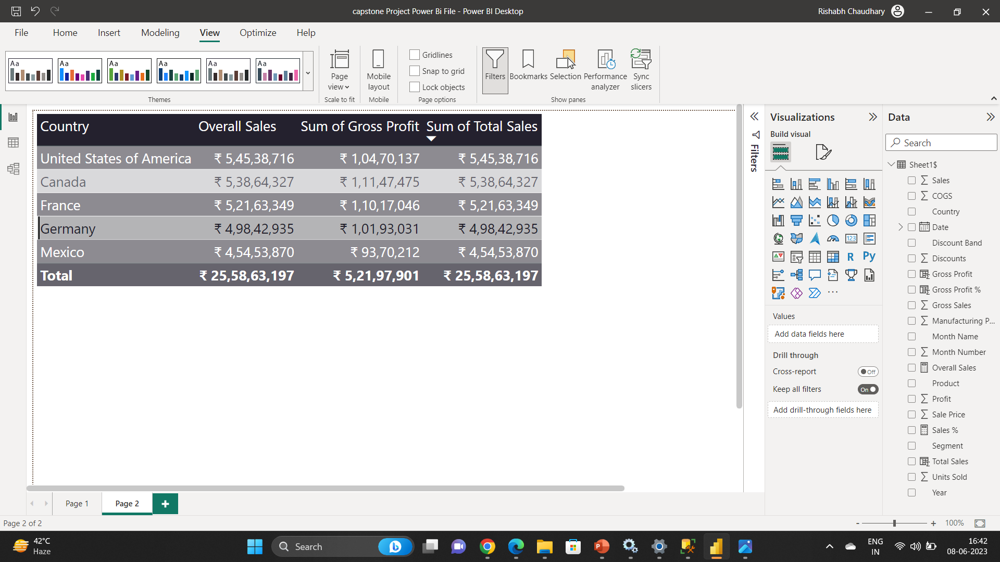 capstone Project Power Bi File - Power BI Desktop
Rishabh Chaudhary
File Home Insert Modeling View Optimize Help
Aa Aa Aa Aa Aa Aa
Themes
Page view
Scale to fit
Mobile layout
Mobile
Gridlines
Snap to grid
Lock objects
Page options
Filters
Bookmarks
Selection
Performance analyzer
Sync slicers
Show panes
Country Overall Sales Sum of Gross Profit Sum of Total Sales
United States of America ₹ 5,45,38,716 ₹ 1,04,70,137 ₹ 5,45,38,716
Canada ₹ 5,38,64,327 ₹ 1,11,47,475 ₹ 5,38,64,327
France ₹ 5,21,63,349 ₹ 1,10,17,046 ₹ 5,21,63,349
Germany ₹ 4,98,42,935 ₹ 1,01,93,031 ₹ 4,98,42,935
Mexico ₹ 4,54,53,870 ₹ 93,70,212 ₹ 4,54,53,870
Total ₹ 25,58,63,197 ₹ 5,21,97,901 ₹ 25,58,63,197
Filters
Visualizations
Build visual
123
R Py
...
Values
Add data fields here
Drill through
Cross-report Off
Keep all filters On
Add drill-through fields here
Data
Search
Sheet1$
Sales
COGS
Country
Date
Discount Band
Discounts
Gross Profit
Gross Profit %
Gross Sales
Manufacturing P...
Month Name
Month Number
Overall Sales
Product
Profit
Sale Price
Sales %
Segment
Total Sales
Units Sold
Year
Page 1 Page 2 +
Page 2 of 2
- + 100%
42°C
Haze
Search
ENG
IN
16:42
08-06-2023